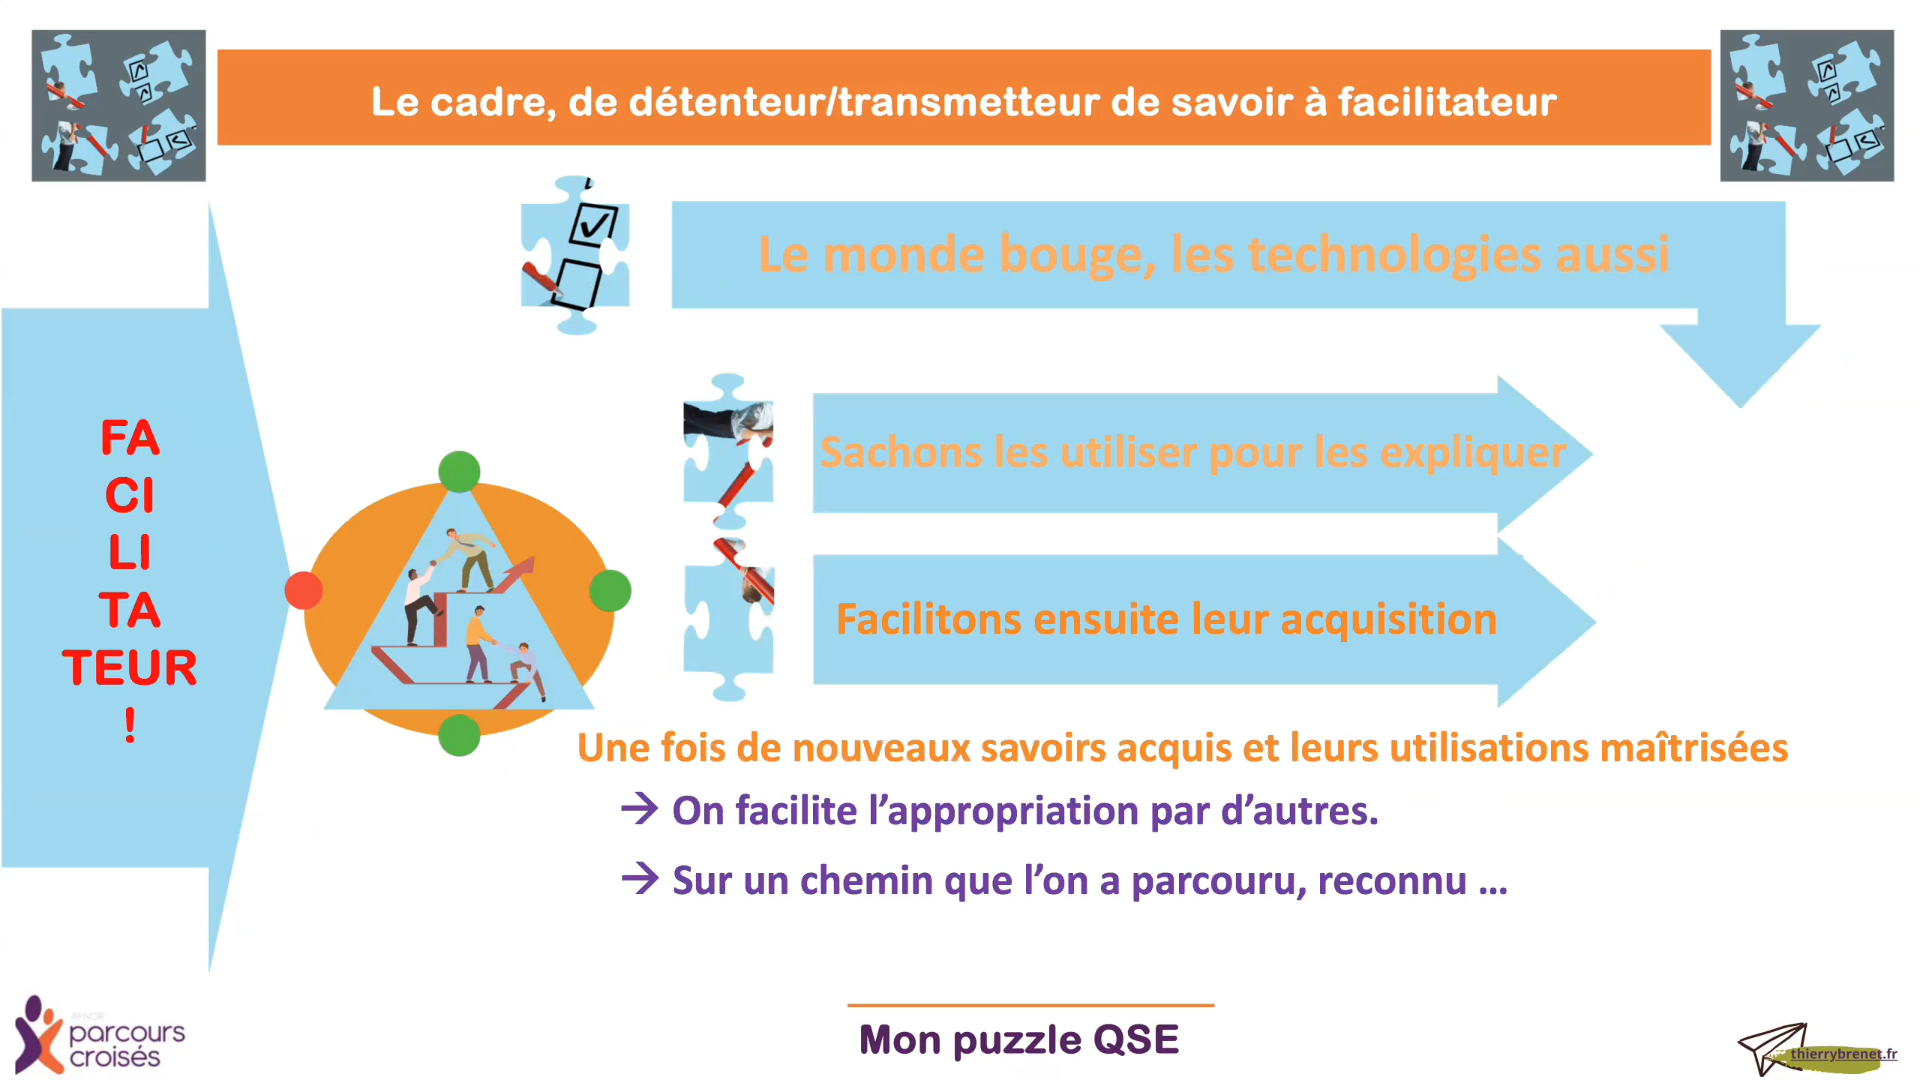 Le cadre, de détenteur/transmetteur de savoir à facilitateur
Le monde bouge, les technologies aussi
Sachons les utiliser pour les expliquer
Facilitons ensuite leur acquisition
FA
CI
LI
TA
TEUR
!
Une fois de nouveaux savoirs acquis et leurs utilisations maîtrisées
→ On facilite l’appropriation par d’autres.
→ Sur un chemin que l’on a parcouru, reconnu ...
AFNOR
parcours
croisés
Mon puzzle QSE
thierrybrenet.fr